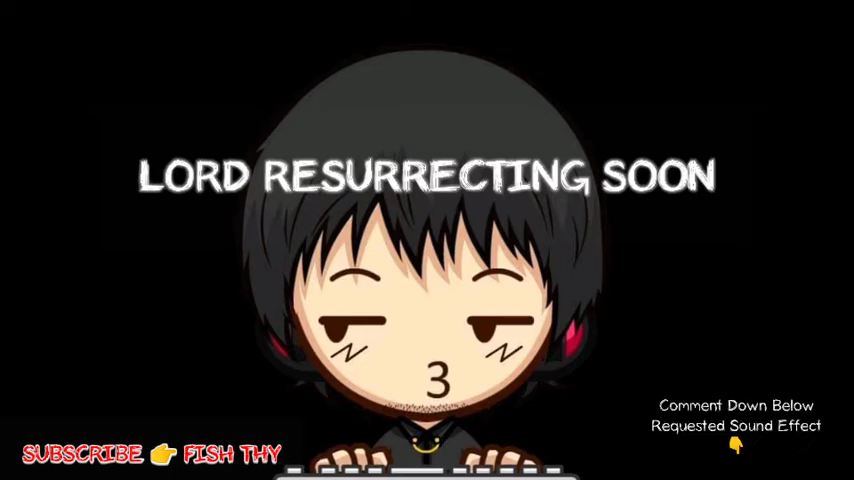 LORD RESURRECTING SOON
Comment Down Below
Requested Sound Effect
👇
SUBSCRIBE 👉 FISH THY